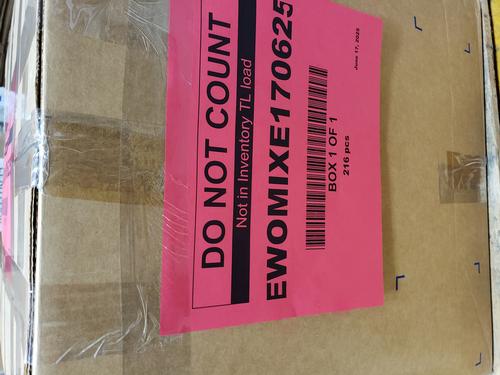 DO NOT COUNT
Not in Inventory TL load
EWOMIXE170625
BOX 1 OF 1
216 pcs
June 17, 2025